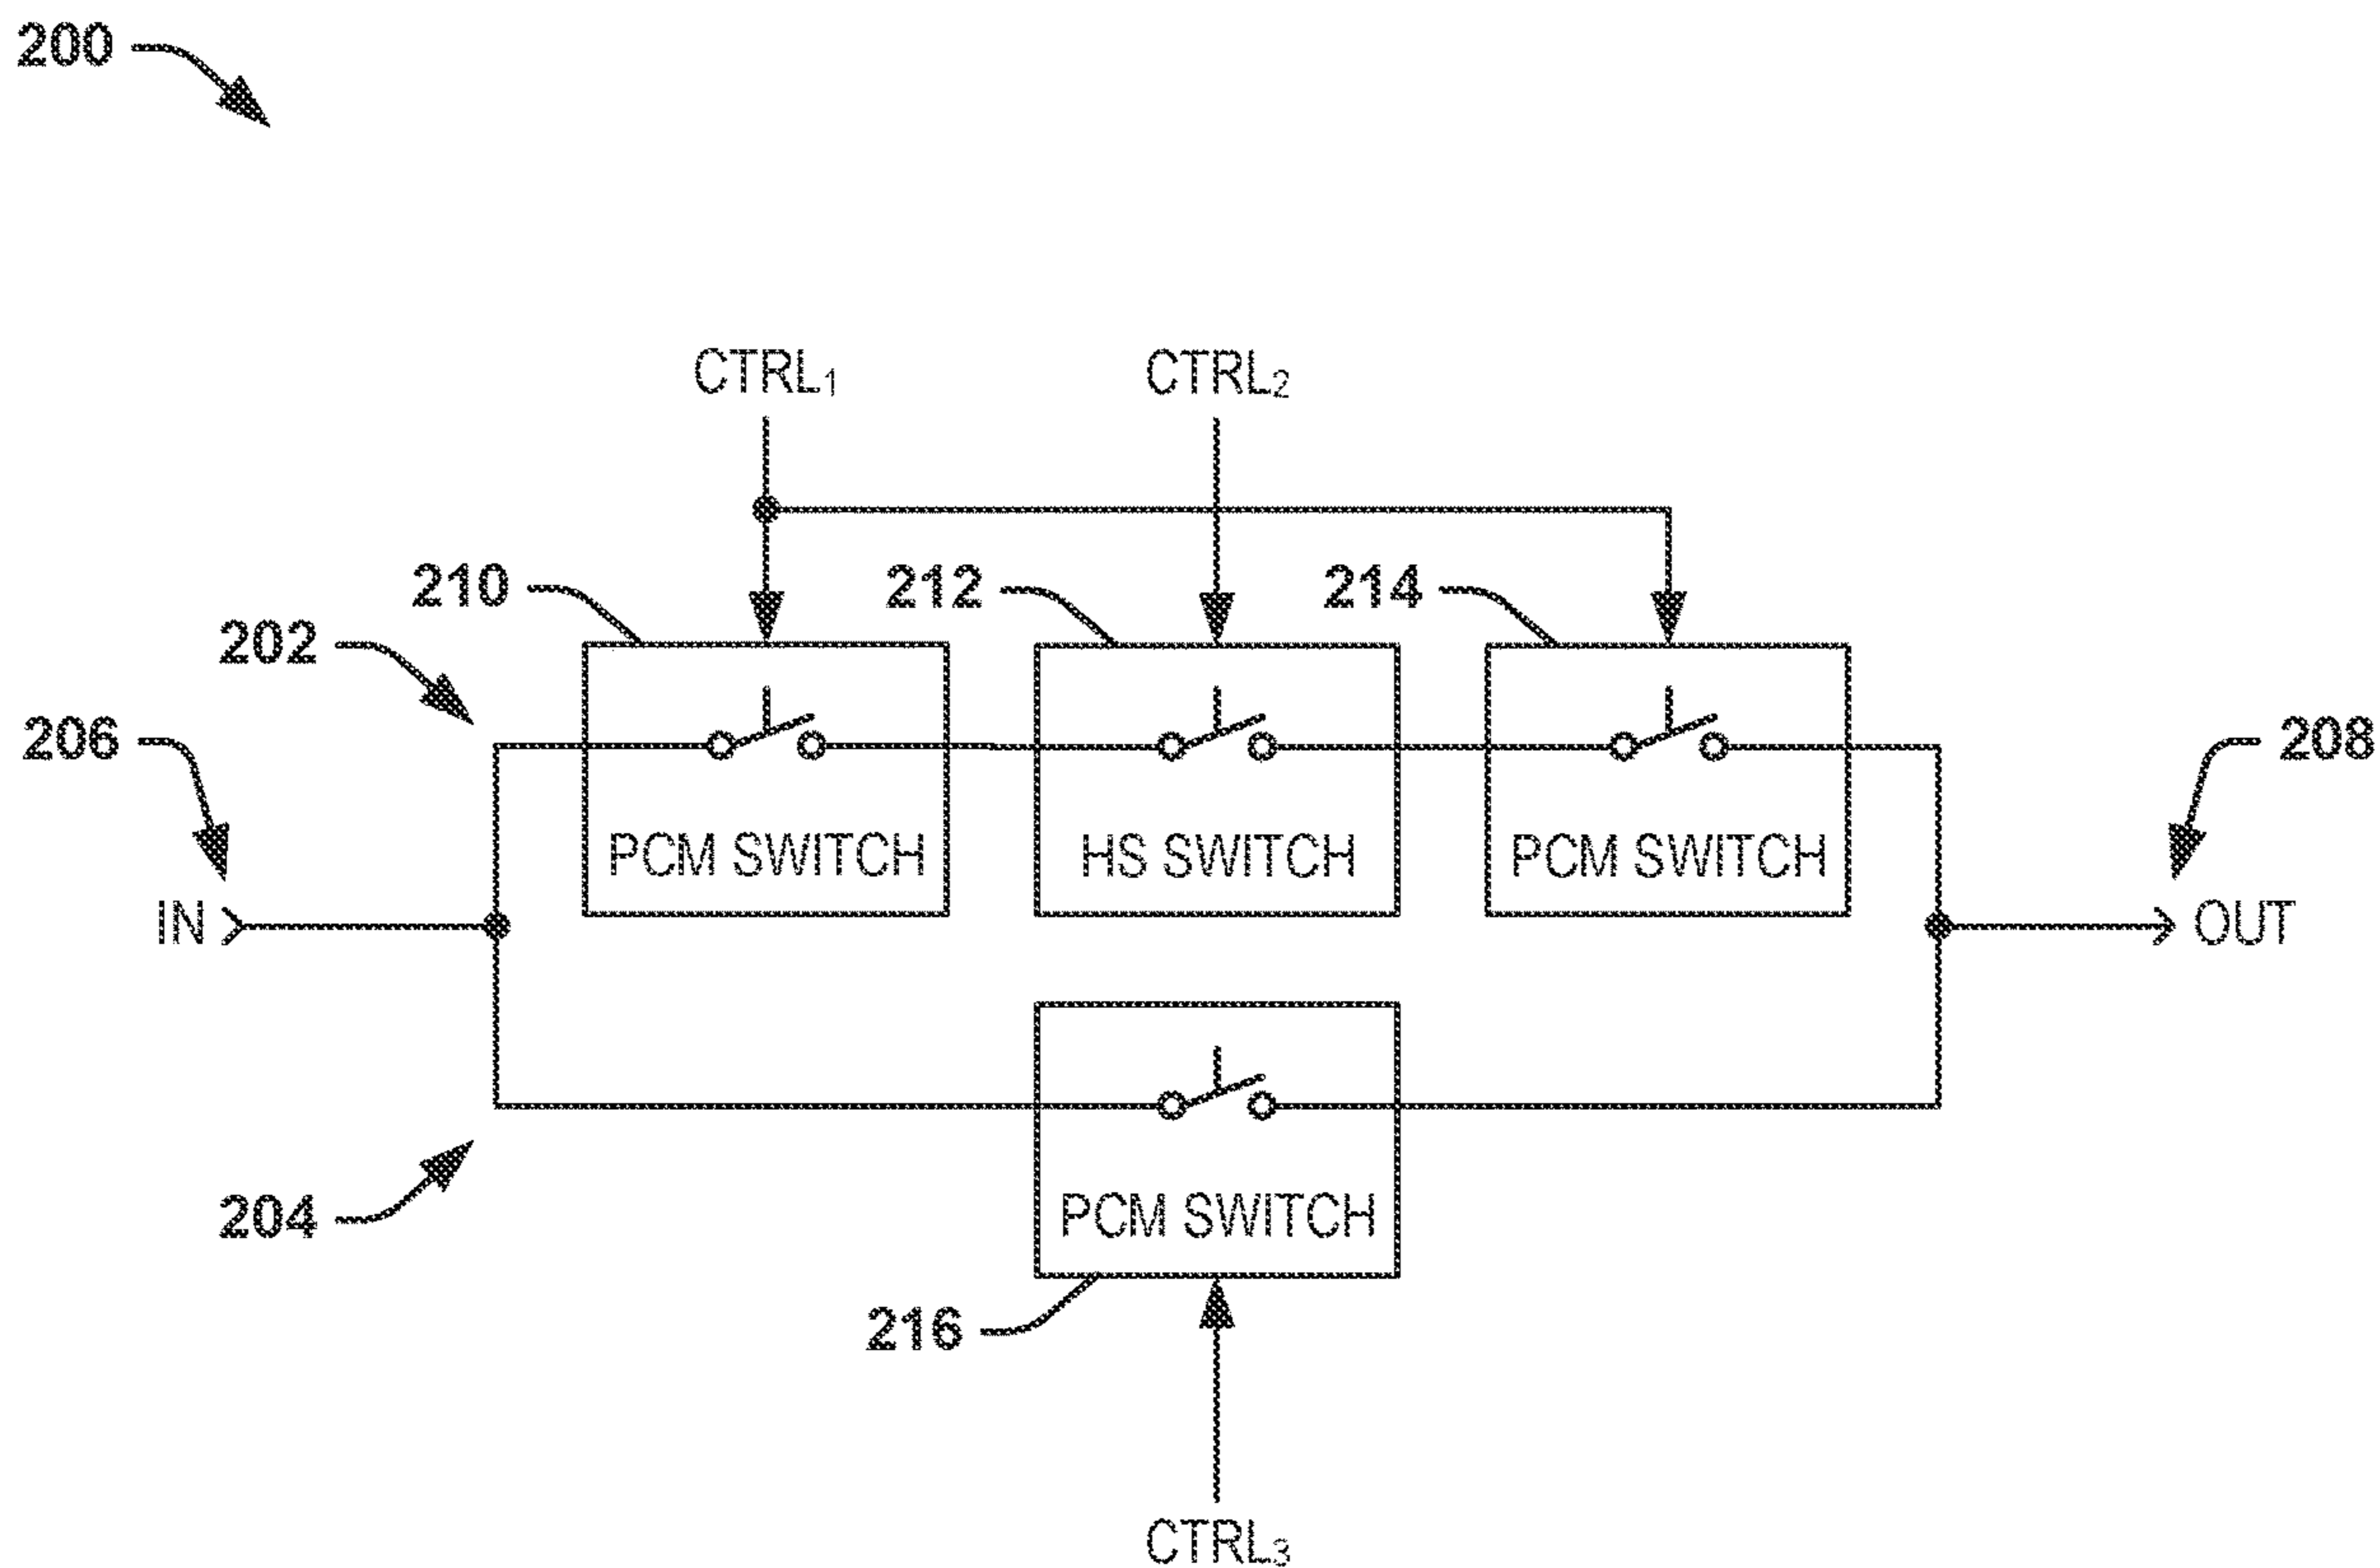 200
CTRL₁ CTRL₂
210 212 214
202
206 208
PCM SWITCH HS SWITCH PCM SWITCH
IN OUT
204 PCM SWITCH
216
CTRL₃